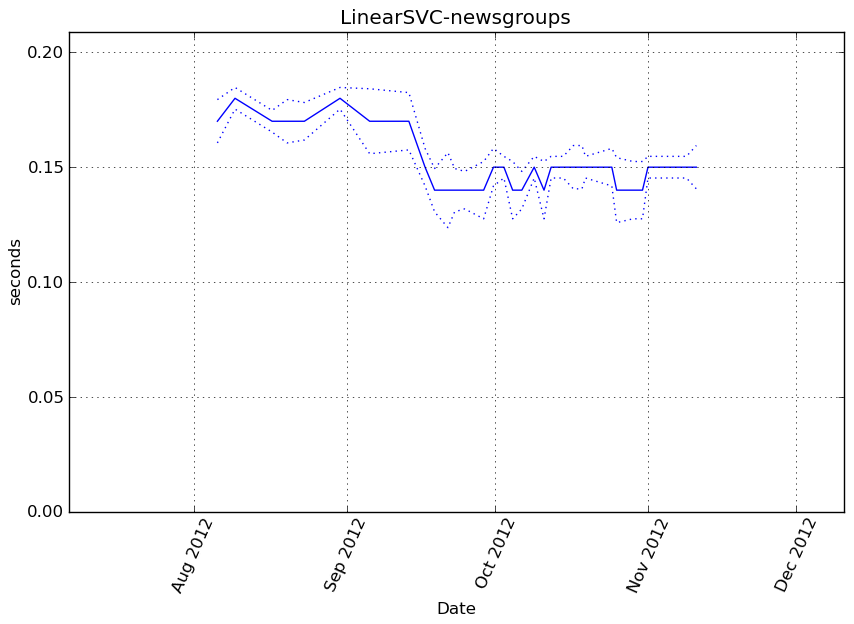 LinearSVC-newsgroups
0.20
0.15
0.10
0.05
0.00
seconds
Aug 2012
Sep 2012
Oct 2012
Nov 2012
Dec 2012
Date